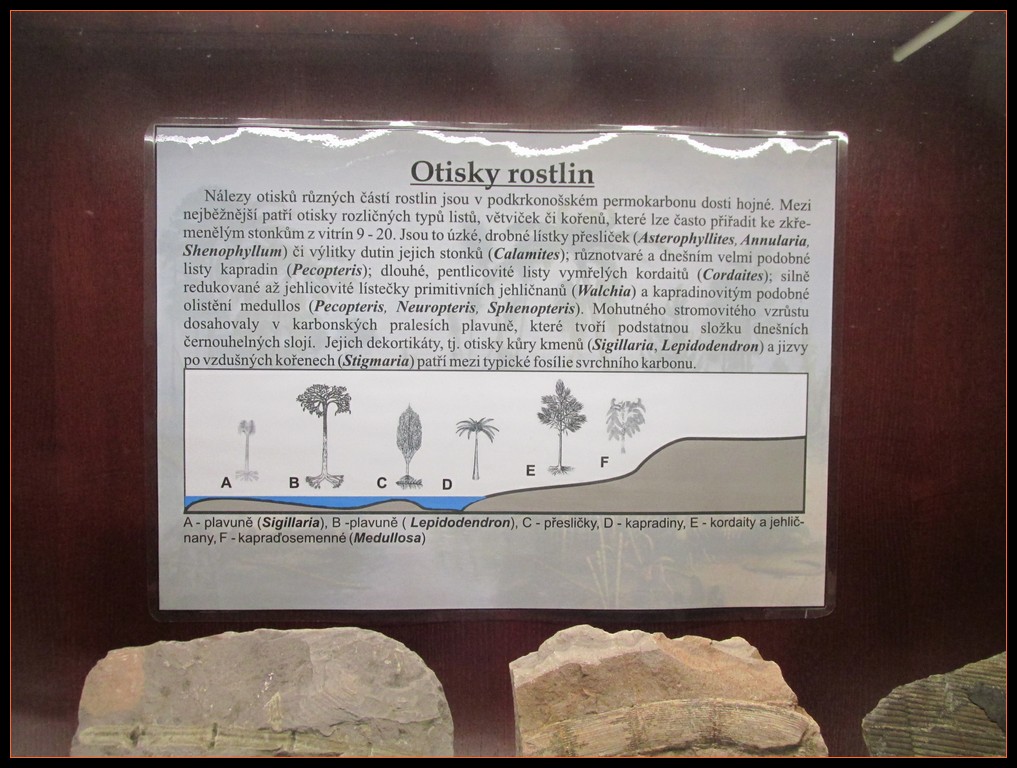 Otisky rostlin
Nálezy otisků různých částí rostlin jsou v podkrkonošském permokarbonu dosti hojné. Mezi
nejběžnější patří otisky rozličných typů listů, větviček či kořenů, které lze často přiřadit ke zkře-
menělým stonkům z vitrín 9 - 20. Jsou to úzké, drobné lístky přesliček (Asterophyllites, Annularia,
Shenophyllum) či výlitky dutin jejich stonků (Calamites); různotvaré a dnešním velmi podobné
listy kapradin (Pecopteris); dlouhé, pentlicovité listy vymřelých kordaitů (Cordaites); silně
redukované až jehlicovité lístečky primitivních jehličnanů (Walchia) a kapradinovitým podobné
olistění medullos (Pecopteris, Neuropteris, Sphenopteris). Mohutného stromovitého vzrůstu
dosahovaly v karbonských pralesích plavuně, které tvoří podstatnou složku dnešních
černouhelných slojí. Jejich dekortikáty, tj. otisky kůry kmenů (Sigillaria, Lepidodendron) a jizvy
po vzdušných kořenech (Stigmaria) patří mezi typické fosílie svrchního karbonu.
A B C D E F
A - plavuně (Sigillaria), B -plavuně ( Lepidodendron), C - přesličky, D - kapradiny, E - kordaity a jehlič-
nany, F - kapraďosemenné (Medullosa)